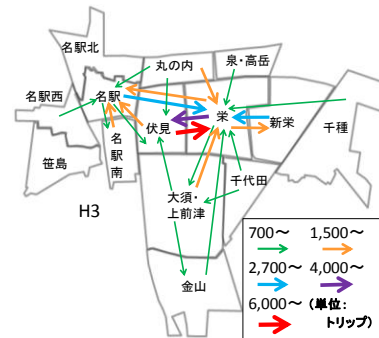 名駅北
丸の内
泉・高岳
名駅西
名駅
栄
新栄
千種
伏見
笹島
名駅南
大須・
上前津
千代田
H3
金山
700～ 1,500～
2,700～ 4,000～
6,000～ (単位:
トリップ)